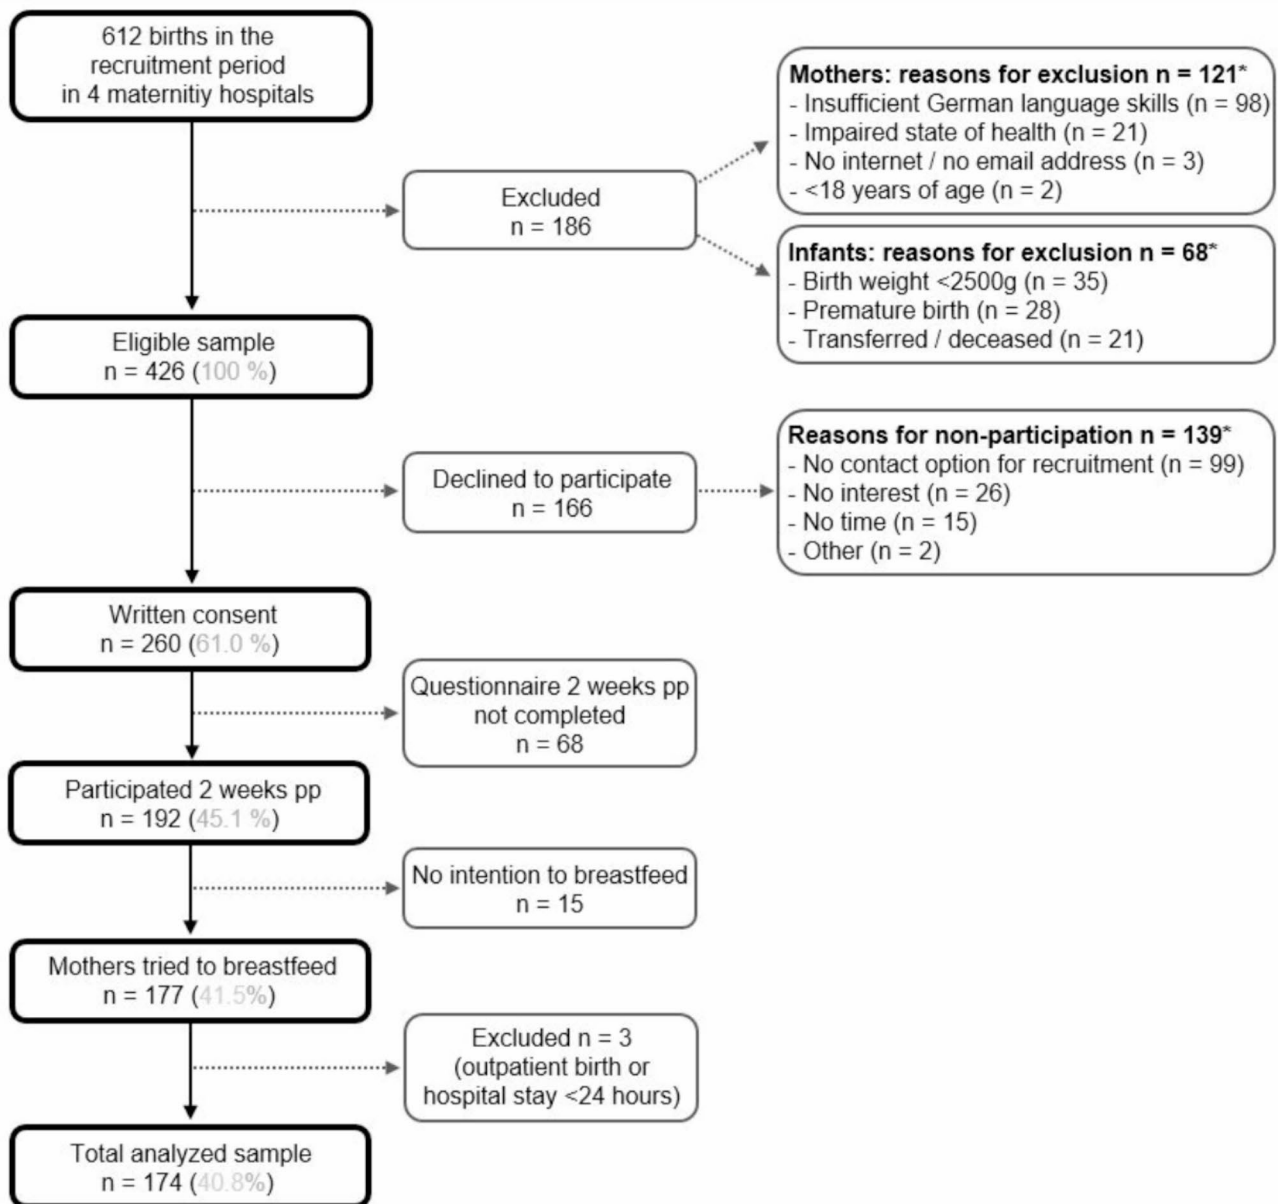 612 births in the
recruitment period
in 4 maternitiy hospitals
Mothers: reasons for exclusion n = 121*
- Insufficient German language skills (n = 98)
- Impaired state of health (n = 21)
- No internet / no email address (n = 3)
- <18 years of age (n = 2)
Excluded
n = 186
Infants: reasons for exclusion n = 68*
- Birth weight <2500g (n = 35)
- Premature birth (n = 28)
- Transferred / deceased (n = 21)
Eligible sample
n = 426 (100 %)
Reasons for non-participation n = 139*
- No contact option for recruitment (n = 99)
- No interest (n = 26)
- No time (n = 15)
- Other (n = 2)
Declined to participate
n = 166
Written consent
n = 260 (61.0 %)
Questionnaire 2 weeks pp
not completed
n = 68
Participated 2 weeks pp
n = 192 (45.1 %)
No intention to breastfeed
n = 15
Mothers tried to breastfeed
n = 177 (41.5%)
Excluded n = 3
(outpatient birth or
hospital stay <24 hours)
Total analyzed sample
n = 174 (40.8%)